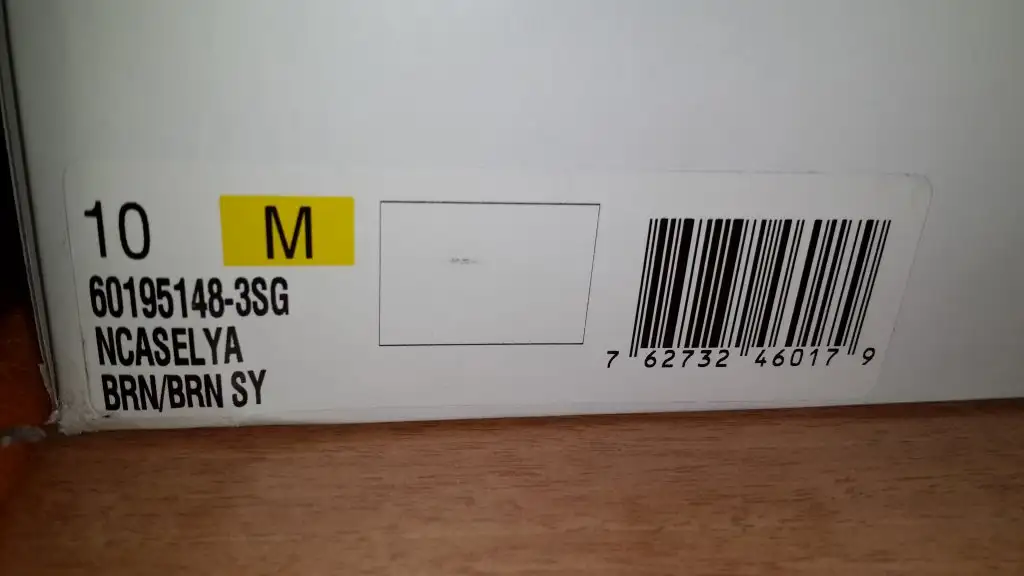 10 M
60195148-3SG
NCASELYA
BRN/BRN SY
7 62732 46017 9